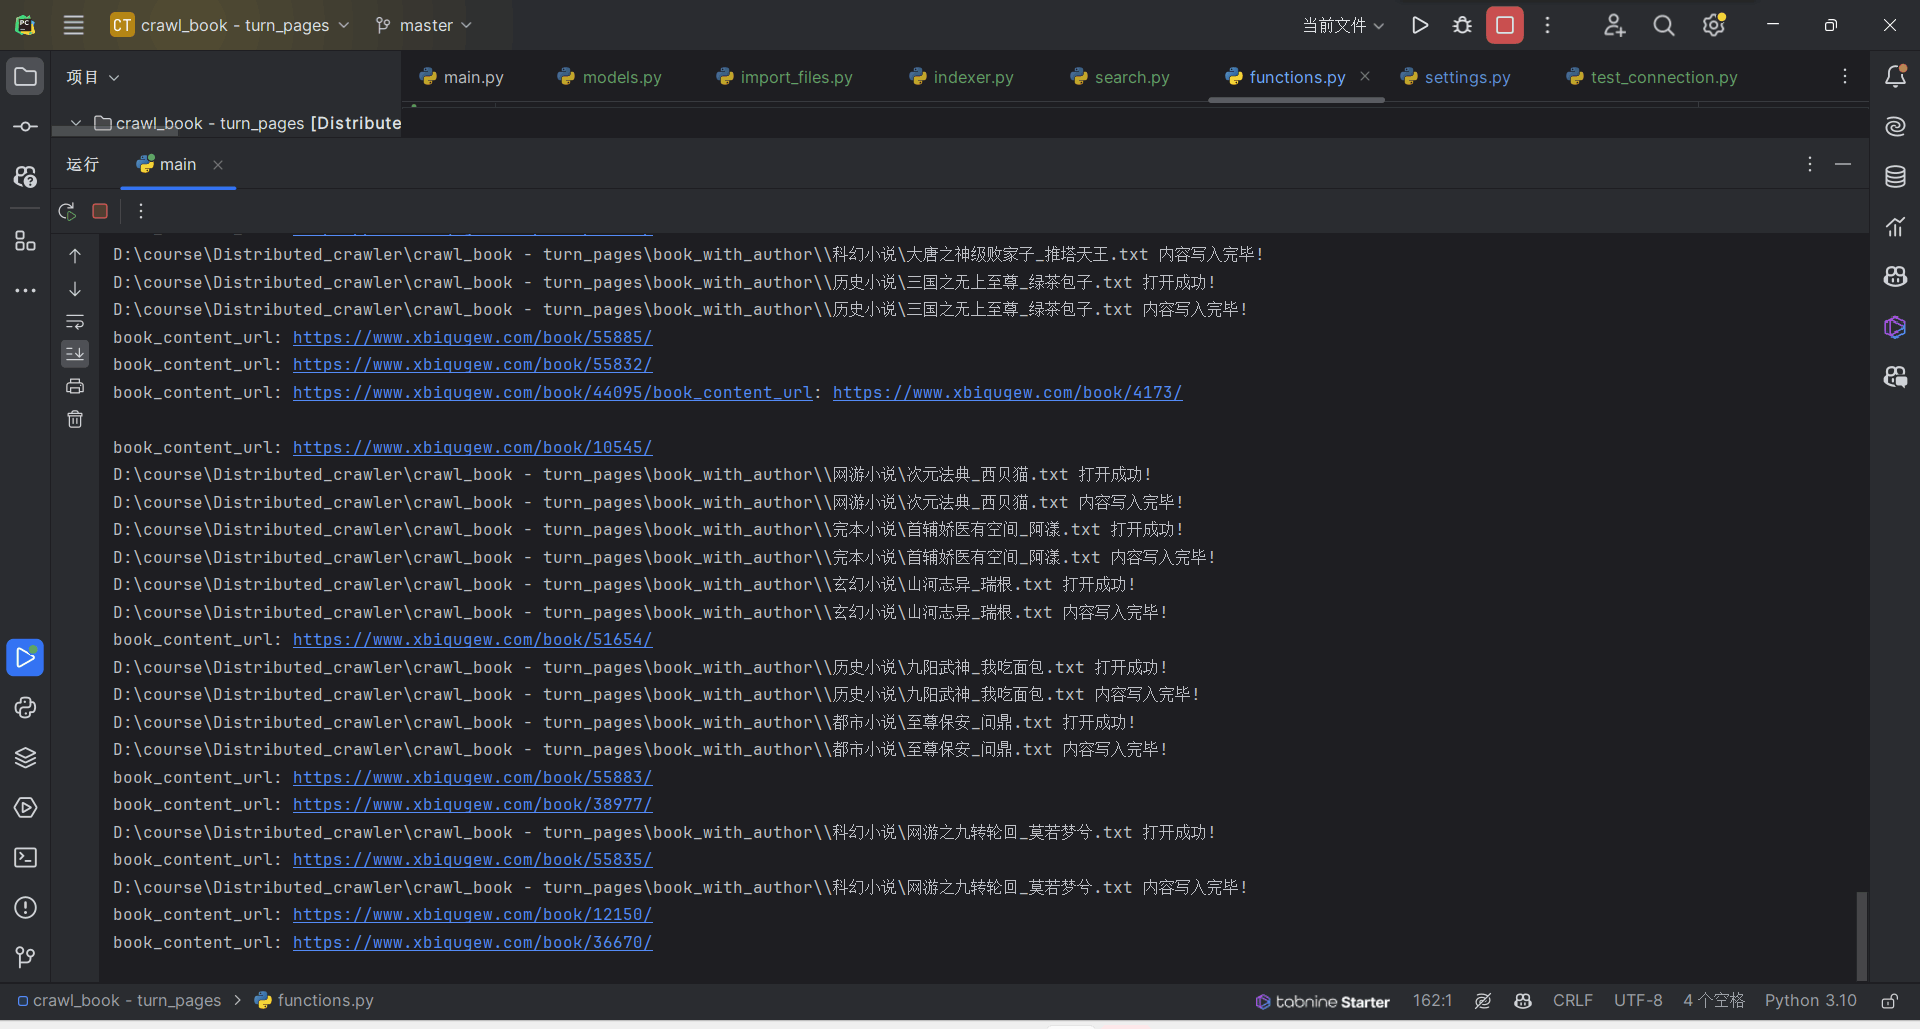 CT crawl_book - turn_pages master 当前文件
项目 main.py models.py import_files.py indexer.py search.py functions.py settings.py test_connection.py
crawl_book - turn_pages [Distribute
运行 main
D:\course\Distributed_crawler\crawl_book - turn_pages\book_with_author\\科幻小说\大唐之神级败家子_推塔天王.txt 内容写入完毕!
D:\course\Distributed_crawler\crawl_book - turn_pages\book_with_author\\历史小说\三国之无上至尊_绿茶包子.txt 打开成功!
D:\course\Distributed_crawler\crawl_book - turn_pages\book_with_author\\历史小说\三国之无上至尊_绿茶包子.txt 内容写入完毕!
book_content_url: https://www.xbiqugew.com/book/55885/
book_content_url: https://www.xbiqugew.com/book/55832/
book_content_url: https://www.xbiqugew.com/book/44095/book_content_url: https://www.xbiqugew.com/book/4173/
book_content_url: https://www.xbiqugew.com/book/10545/
D:\course\Distributed_crawler\crawl_book - turn_pages\book_with_author\\网游小说\次元法典_西贝猫.txt 打开成功!
D:\course\Distributed_crawler\crawl_book - turn_pages\book_with_author\\网游小说\次元法典_西贝猫.txt 内容写入完毕!
D:\course\Distributed_crawler\crawl_book - turn_pages\book_with_author\\完本小说\首辅娇医有空间_阿漾.txt 打开成功!
D:\course\Distributed_crawler\crawl_book - turn_pages\book_with_author\\完本小说\首辅娇医有空间_阿漾.txt 内容写入完毕!
D:\course\Distributed_crawler\crawl_book - turn_pages\book_with_author\\玄幻小说\山河志异_瑞根.txt 打开成功!
D:\course\Distributed_crawler\crawl_book - turn_pages\book_with_author\\玄幻小说\山河志异_瑞根.txt 内容写入完毕!
book_content_url: https://www.xbiqugew.com/book/51654/
D:\course\Distributed_crawler\crawl_book - turn_pages\book_with_author\\历史小说\九阳武神_我吃面包.txt 打开成功!
D:\course\Distributed_crawler\crawl_book - turn_pages\book_with_author\\历史小说\九阳武神_我吃面包.txt 内容写入完毕!
D:\course\Distributed_crawler\crawl_book - turn_pages\book_with_author\\都市小说\至尊保安_问鼎.txt 打开成功!
D:\course\Distributed_crawler\crawl_book - turn_pages\book_with_author\\都市小说\至尊保安_问鼎.txt 内容写入完毕!
book_content_url: https://www.xbiqugew.com/book/55883/
book_content_url: https://www.xbiqugew.com/book/38977/
D:\course\Distributed_crawler\crawl_book - turn_pages\book_with_author\\科幻小说\网游之九转轮回_莫若梦兮.txt 打开成功!
book_content_url: https://www.xbiqugew.com/book/55835/
D:\course\Distributed_crawler\crawl_book - turn_pages\book_with_author\\科幻小说\网游之九转轮回_莫若梦兮.txt 内容写入完毕!
book_content_url: https://www.xbiqugew.com/book/12150/
book_content_url: https://www.xbiqugew.com/book/36670/
crawl_book - turn_pages functions.py tabnine Starter 162:1 CRLF UTF-8 4 个空格 Python 3.10